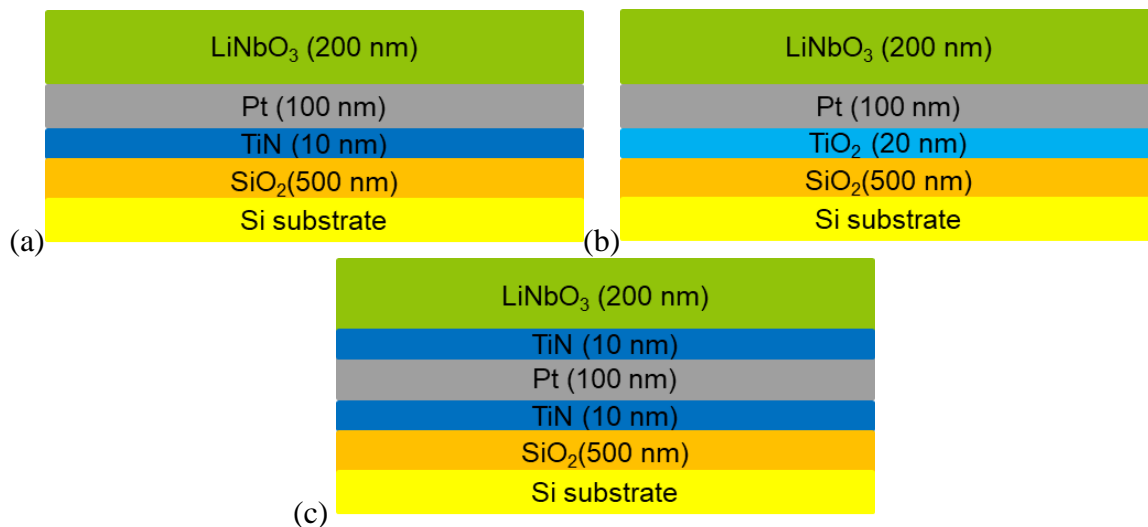 LiNbO₃ (200 nm)
Pt (100 nm)
TiN (10 nm)
SiO₂(500 nm)
Si substrate
(a)
LiNbO₃ (200 nm)
Pt (100 nm)
TiO₂ (20 nm)
SiO₂(500 nm)
Si substrate
(b)
LiNbO₃ (200 nm)
TiN (10 nm)
Pt (100 nm)
TiN (10 nm)
SiO₂(500 nm)
Si substrate
(c)